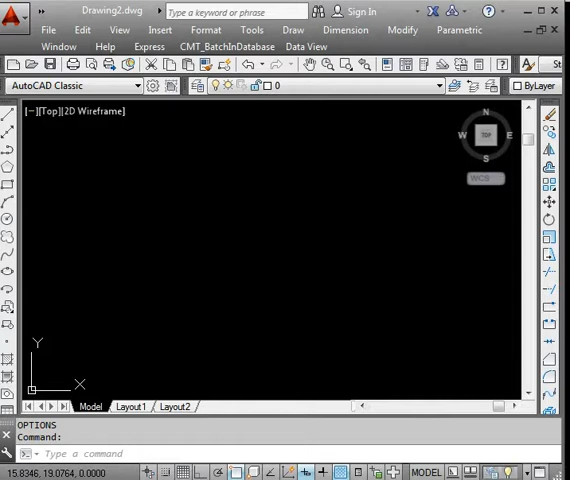 Drawing2.dwg Type a keyword or phrase Sign In
File Edit View Insert Format Tools Draw Dimension Modify Parametric
Window Help Express CMT_BatchInDatabase Data View
St
AutoCAD Classic 0 ByLayer
[−][Top][2D Wireframe]
N
W TOP E
S
WCS
Y
X
Model Layout1 Layout2
OPTIONS
Command:
Type a command
15.8346, 19.0764, 0.0000 MODEL